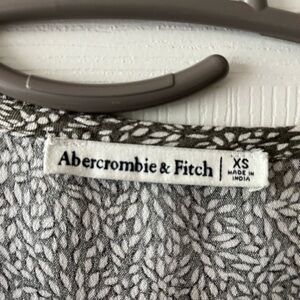 Abercrombie & Fitch | XS
MADE IN
INDIA